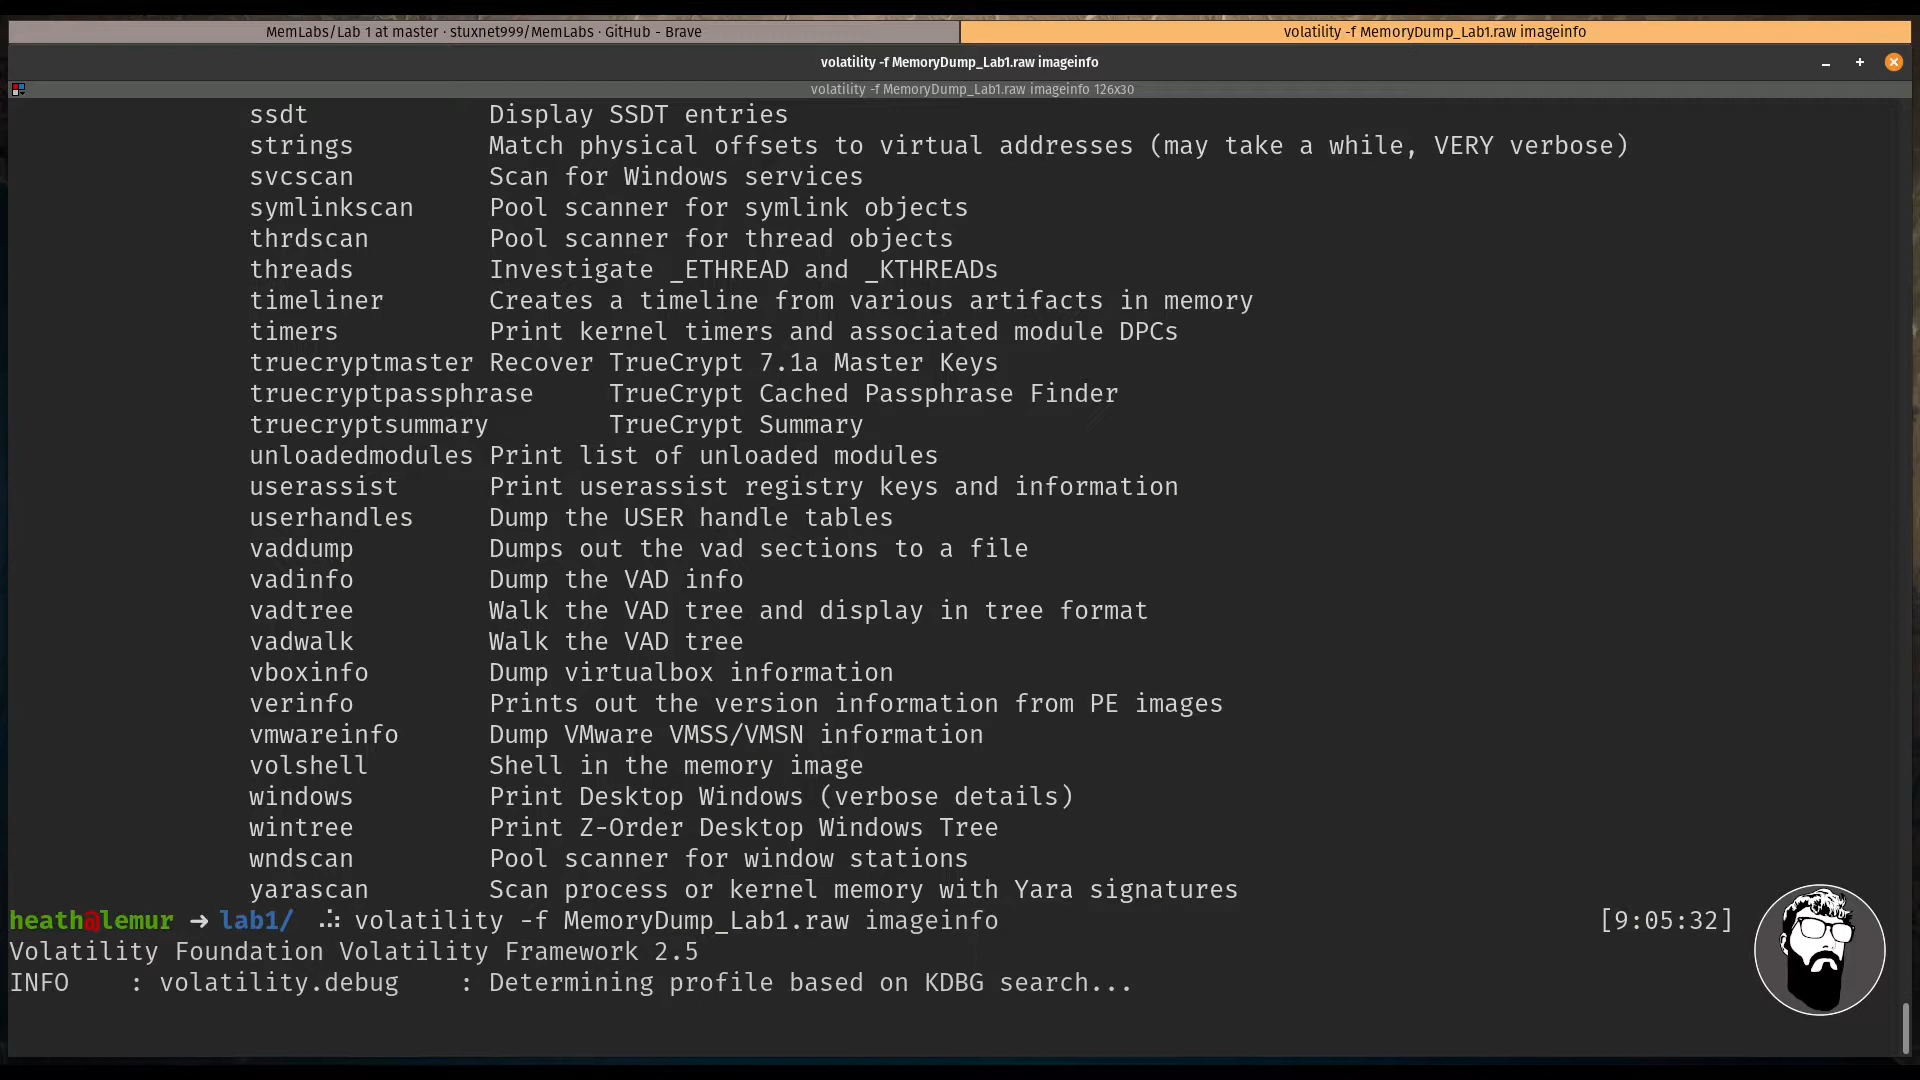 MemLabs/Lab 1 at master · stuxnet999/MemLabs · GitHub - Brave
volatility -f MemoryDump_Lab1.raw imageinfo
volatility -f MemoryDump_Lab1.raw imageinfo
volatility -f MemoryDump_Lab1.raw imageinfo 126x30
ssdt Display SSDT entries
strings Match physical offsets to virtual addresses (may take a while, VERY verbose)
svcscan Scan for Windows services
symlinkscan Pool scanner for symlink objects
thrdscan Pool scanner for thread objects
threads Investigate _ETHREAD and _KTHREADs
timeliner Creates a timeline from various artifacts in memory
timers Print kernel timers and associated module DPCs
truecryptmaster Recover TrueCrypt 7.1a Master Keys
truecryptpassphrase TrueCrypt Cached Passphrase Finder
truecryptsummary TrueCrypt Summary
unloadedmodules Print list of unloaded modules
userassist Print userassist registry keys and information
userhandles Dump the USER handle tables
vaddump Dumps out the vad sections to a file
vadinfo Dump the VAD info
vadtree Walk the VAD tree and display in tree format
vadwalk Walk the VAD tree
vboxinfo Dump virtualbox information
verinfo Prints out the version information from PE images
vmwareinfo Dump VMware VMSS/VMSN information
volshell Shell in the memory image
windows Print Desktop Windows (verbose details)
wintree Print Z-Order Desktop Windows Tree
wndscan Pool scanner for window stations
yarascan Scan process or kernel memory with Yara signatures
heath@lemur ➜ lab1/ ⛬ volatility -f MemoryDump_Lab1.raw imageinfo [9:05:32]
Volatility Foundation Volatility Framework 2.5
INFO : volatility.debug : Determining profile based on KDBG search...